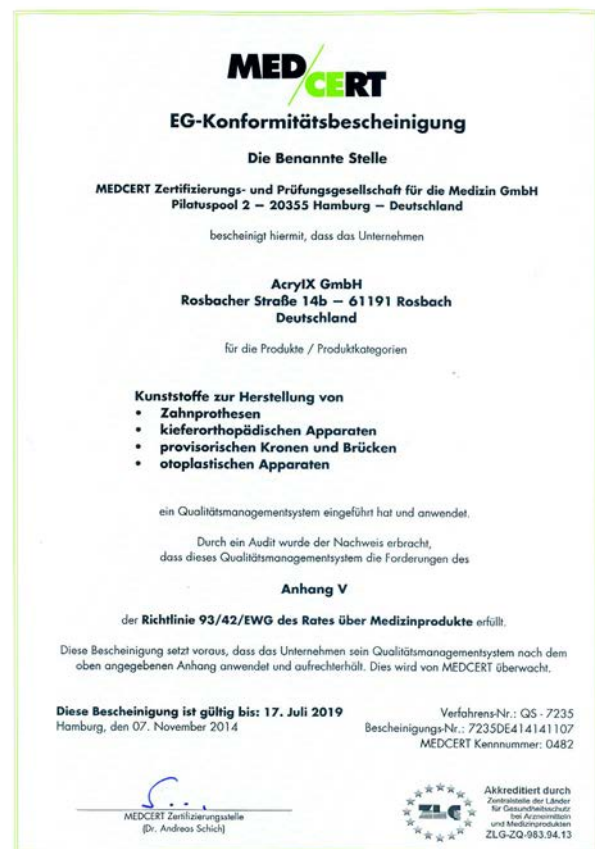 MED/CERT
EG-Konformitätsbescheinigung
Die Benannte Stelle
MEDCERT Zertifizierungs- und Prüfungsgesellschaft für die Medizin GmbH
Pilatuspool 2 – 20355 Hamburg – Deutschland
bescheinigt hiermit, dass das Unternehmen
AcrylX GmbH
Rosbacher Straße 14b – 61191 Rosbach
Deutschland
für die Produkte / Produktkategorien
Kunststoffe zur Herstellung von
• Zahnprothesen
• kieferorthopädischen Apparaten
• provisorischen Kronen und Brücken
• otoplastischen Apparaten
ein Qualitätsmanagementsystem eingeführt hat und anwendet.
Durch ein Audit wurde der Nachweis erbracht,
dass dieses Qualitätsmanagementsystem die Forderungen des
Anhang V
der Richtlinie 93/42/EWG des Rates über Medizinprodukte erfüllt.
Diese Bescheinigung setzt voraus, dass das Unternehmen sein Qualitätsmanagementsystem nach dem
oben angegebenen Anhang anwendet und aufrechterhält. Dies wird von MEDCERT überwacht.
Diese Bescheinigung ist gültig bis: 17. Juli 2019
Hamburg, den 07. November 2014
Verfahrens-Nr.: QS - 7235
Bescheinigungs-Nr.: 7235DE414141107
MEDCERT Kennnummer: 0482
MEDCERT Zertifizierungsstelle
(Dr. Andreas Schich)
ZLG
Akkreditiert durch
Zentralstelle der Länder
für Gesundheitsschutz
bei Arzneimitteln
und Medizinprodukten
ZLG-ZQ-983.94.13